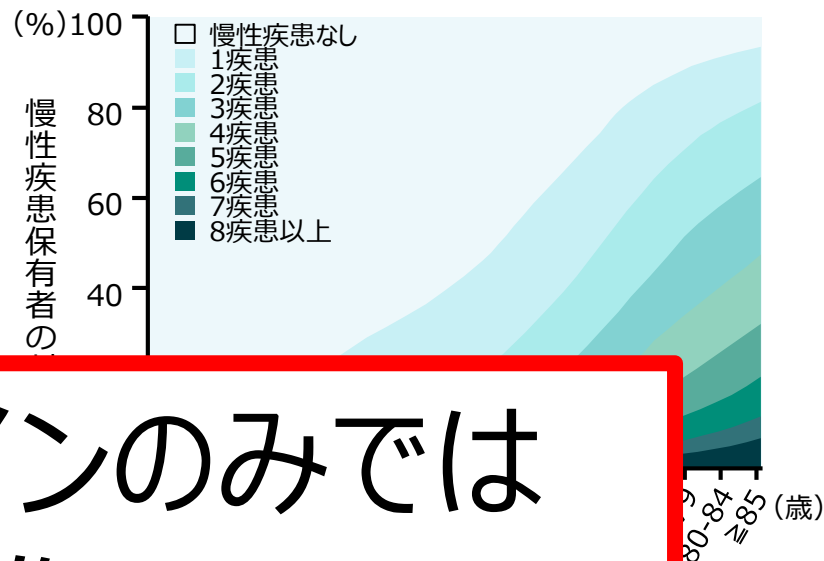 (%)100
80
60
40
慢性疾患保有者の
慢性疾患なし
1疾患
2疾患
3疾患
4疾患
5疾患
6疾患
7疾患
8疾患以上
ンのみでは
80-84
≧85
(歳)